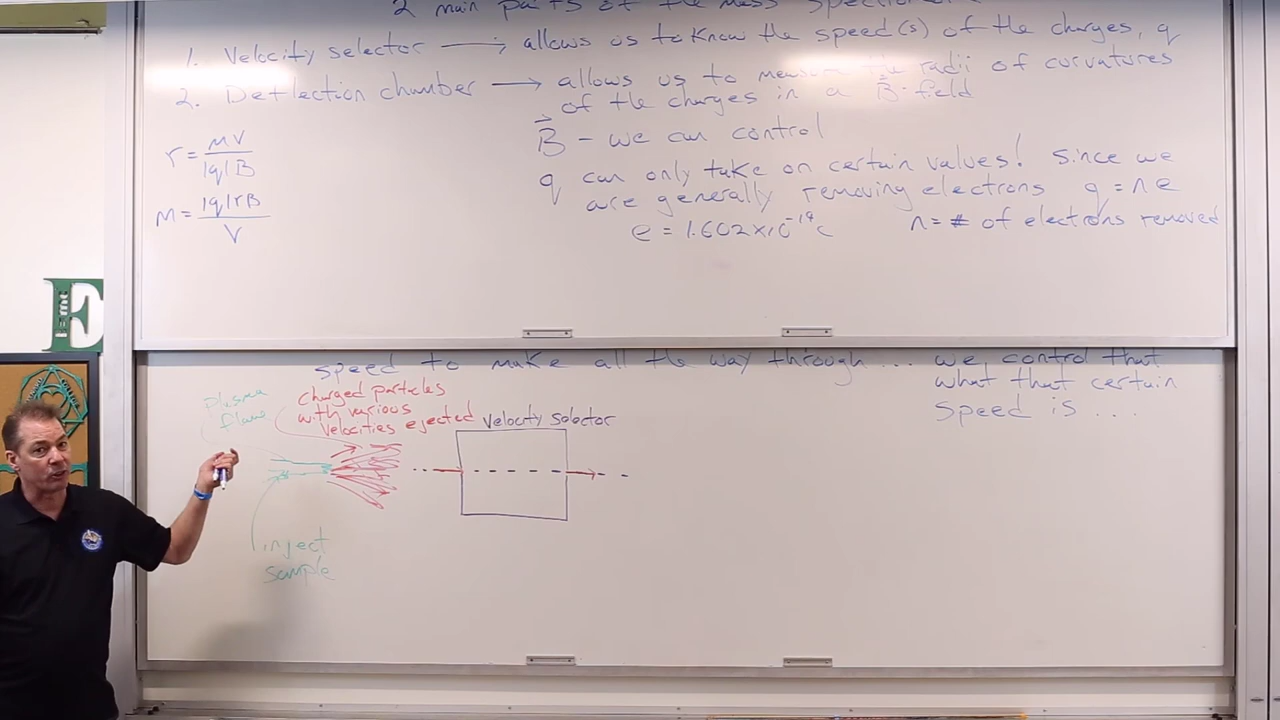 2 main parts of the mass
1. Velocity selector → allows us to know the speed(s) of the charges, q
2. Deflection chamber → allows us to measure the radii of curvatures
of the charges in a B-field
r = mv / |q|B
m = |q|rB / v
B - we can control
q can only take on certain values! Since we
are generally removing electrons q = ne
e = 1.602×10⁻¹⁹C n = # of electrons removed
E
speed to make all the way through... we control that
what that certain
speed is ...
plasma
flame
charged particles
with various
velocities ejected
velocity selector
inject
sample